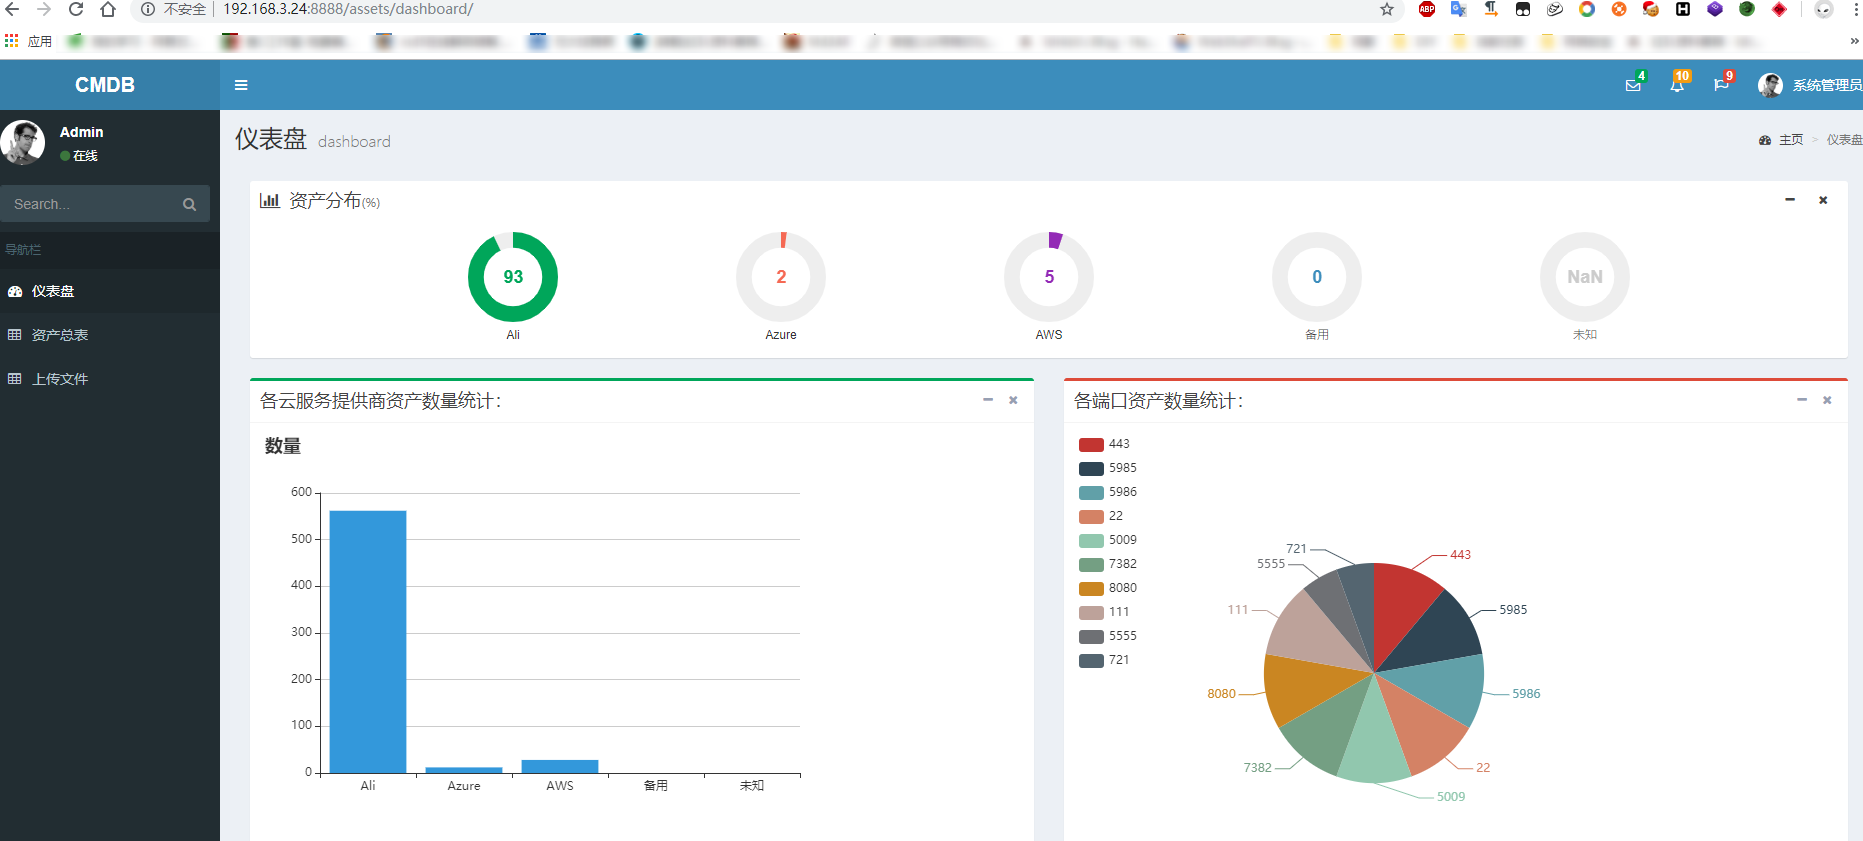 不安全 | 192.168.3.24:8888/assets/dashboard/
ABP
应用
»
CMDB
4
10
9
系统管理员
Admin
在线
Search...
导航栏
仪表盘
资产总表
上传文件
仪表盘 dashboard
主页 > 仪表盘
资产分布(%)
93
2
5
0
NaN
Ali
Azure
AWS
备用
未知
各云服务提供商资产数量统计：
数量
600
500
400
300
200
100
0
Ali
Azure
AWS
备用
未知
各端口资产数量统计：
443
5985
5986
22
5009
7382
8080
111
5555
721
721
443
5555
5985
111
8080
5986
7382
22
5009